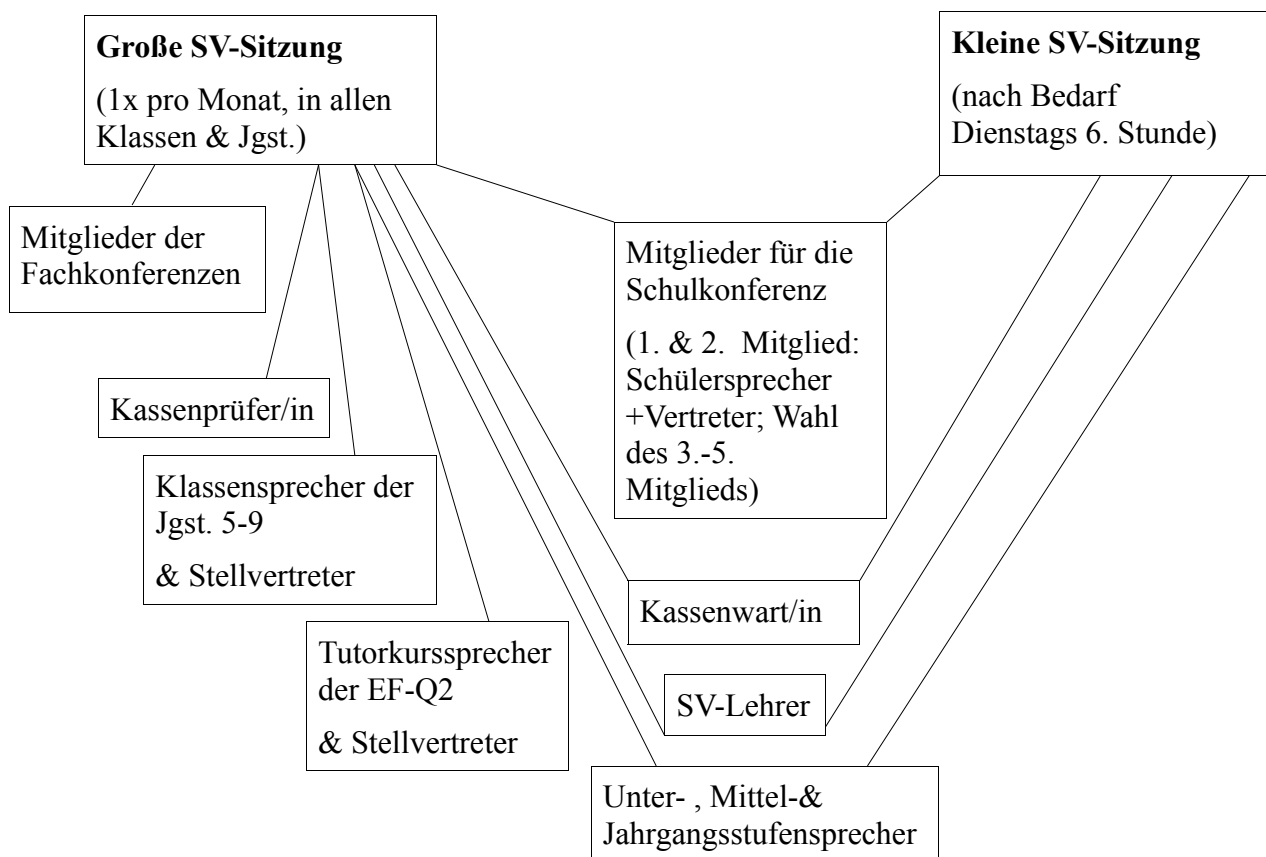 Große SV-Sitzung
(1x pro Monat, in allen
Klassen & Jgst.)
Kleine SV-Sitzung
(nach Bedarf
Dienstags 6. Stunde)
Mitglieder der
Fachkonferenzen
Mitglieder für die
Schulkonferenz
(1. & 2. Mitglied:
Schülersprecher
+Vertreter; Wahl
des 3.-5.
Mitglieds)
Kassenprüfer/in
Klassensprecher der
Jgst. 5-9
& Stellvertreter
Kassenwart/in
Tutorkurssprecher
der EF-Q2
& Stellvertreter
SV-Lehrer
Unter- , Mittel-&
Jahrgangsstufensprecher